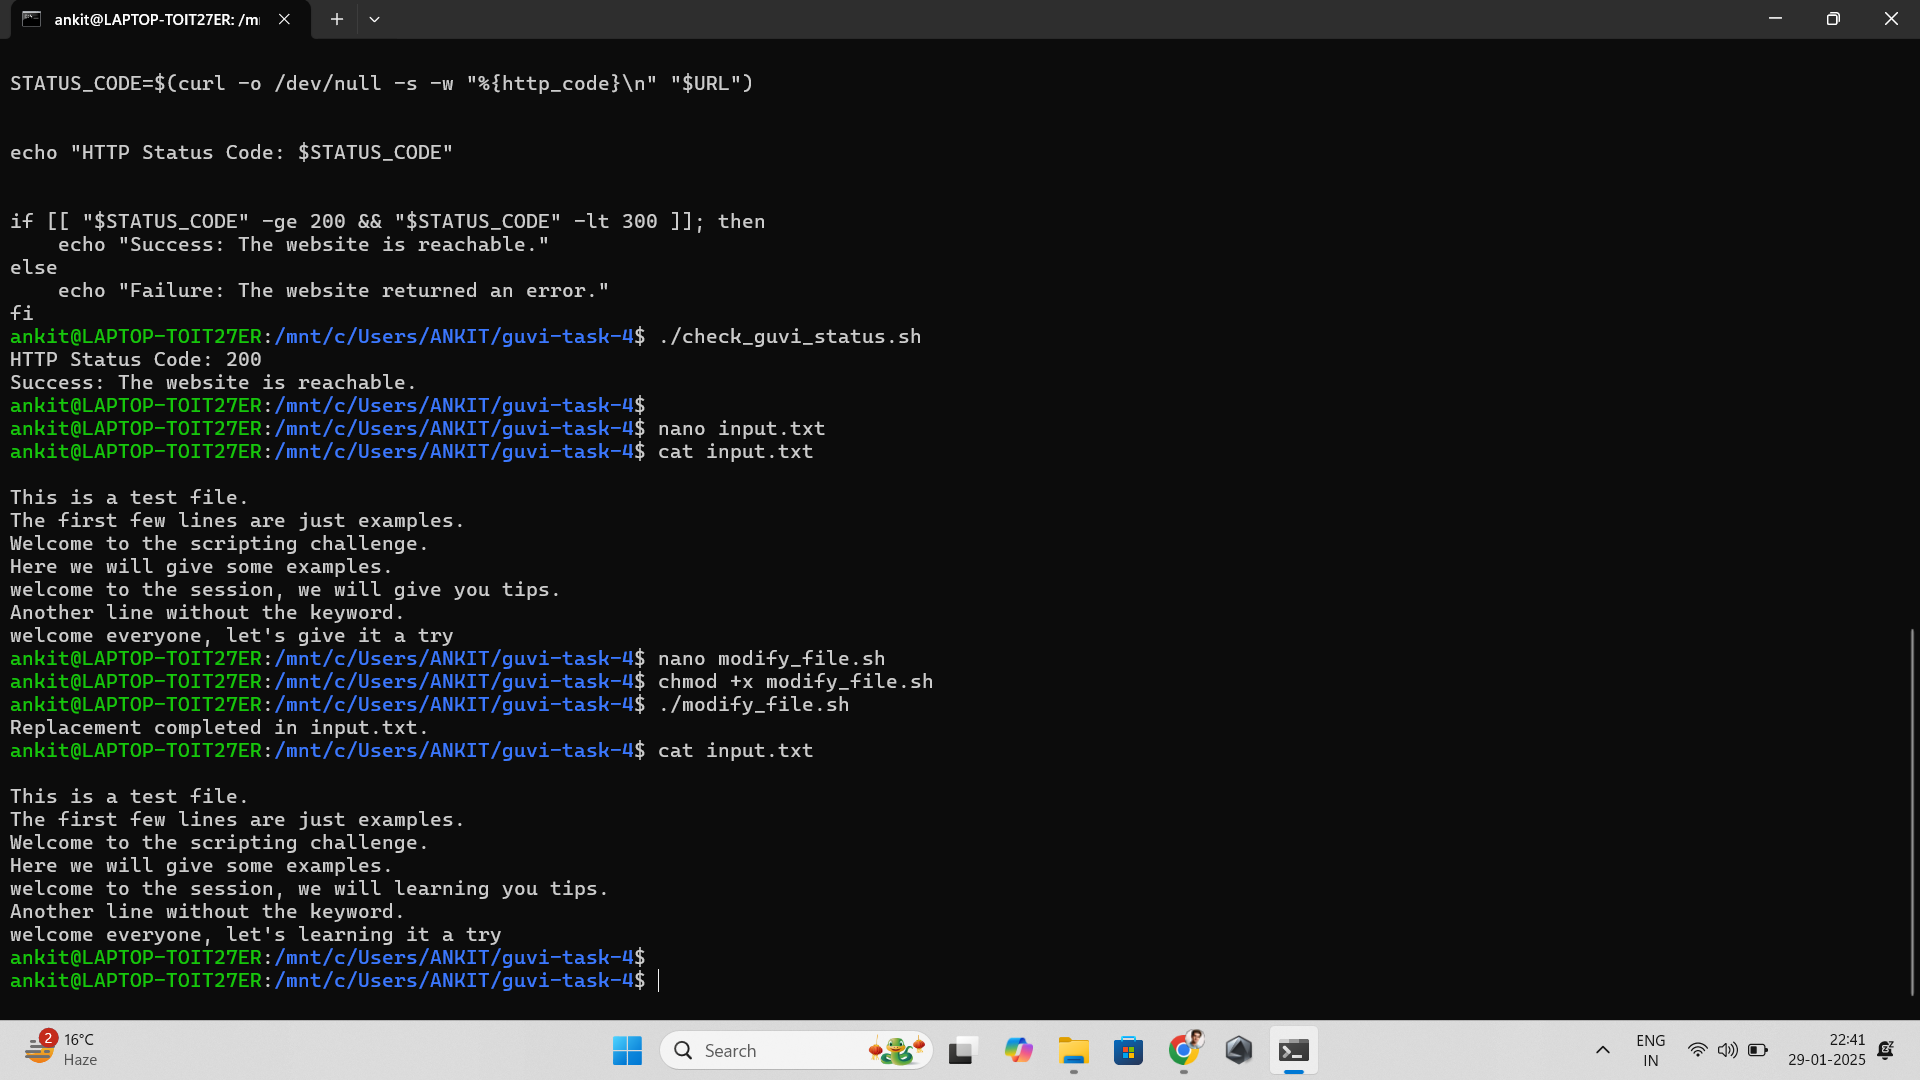 ankit@LAPTOP-TOIT27ER: /m
STATUS_CODE=$(curl -o /dev/null -s -w "%{http_code}\n" "$URL")
echo "HTTP Status Code: $STATUS_CODE"
if [[ "$STATUS_CODE" -ge 200 && "$STATUS_CODE" -lt 300 ]]; then
    echo "Success: The website is reachable."
else
    echo "Failure: The website returned an error."
fi
ankit@LAPTOP-TOIT27ER:/mnt/c/Users/ANKIT/guvi-task-4$ ./check_guvi_status.sh
HTTP Status Code: 200
Success: The website is reachable.
ankit@LAPTOP-TOIT27ER:/mnt/c/Users/ANKIT/guvi-task-4$
ankit@LAPTOP-TOIT27ER:/mnt/c/Users/ANKIT/guvi-task-4$ nano input.txt
ankit@LAPTOP-TOIT27ER:/mnt/c/Users/ANKIT/guvi-task-4$ cat input.txt
This is a test file.
The first few lines are just examples.
Welcome to the scripting challenge.
Here we will give some examples.
welcome to the session, we will give you tips.
Another line without the keyword.
welcome everyone, let's give it a try
ankit@LAPTOP-TOIT27ER:/mnt/c/Users/ANKIT/guvi-task-4$ nano modify_file.sh
ankit@LAPTOP-TOIT27ER:/mnt/c/Users/ANKIT/guvi-task-4$ chmod +x modify_file.sh
ankit@LAPTOP-TOIT27ER:/mnt/c/Users/ANKIT/guvi-task-4$ ./modify_file.sh
Replacement completed in input.txt.
ankit@LAPTOP-TOIT27ER:/mnt/c/Users/ANKIT/guvi-task-4$ cat input.txt
This is a test file.
The first few lines are just examples.
Welcome to the scripting challenge.
Here we will give some examples.
welcome to the session, we will learning you tips.
Another line without the keyword.
welcome everyone, let's learning it a try
ankit@LAPTOP-TOIT27ER:/mnt/c/Users/ANKIT/guvi-task-4$
ankit@LAPTOP-TOIT27ER:/mnt/c/Users/ANKIT/guvi-task-4$
2
16°C
Haze
Search
ENG
IN
22:41
29-01-2025